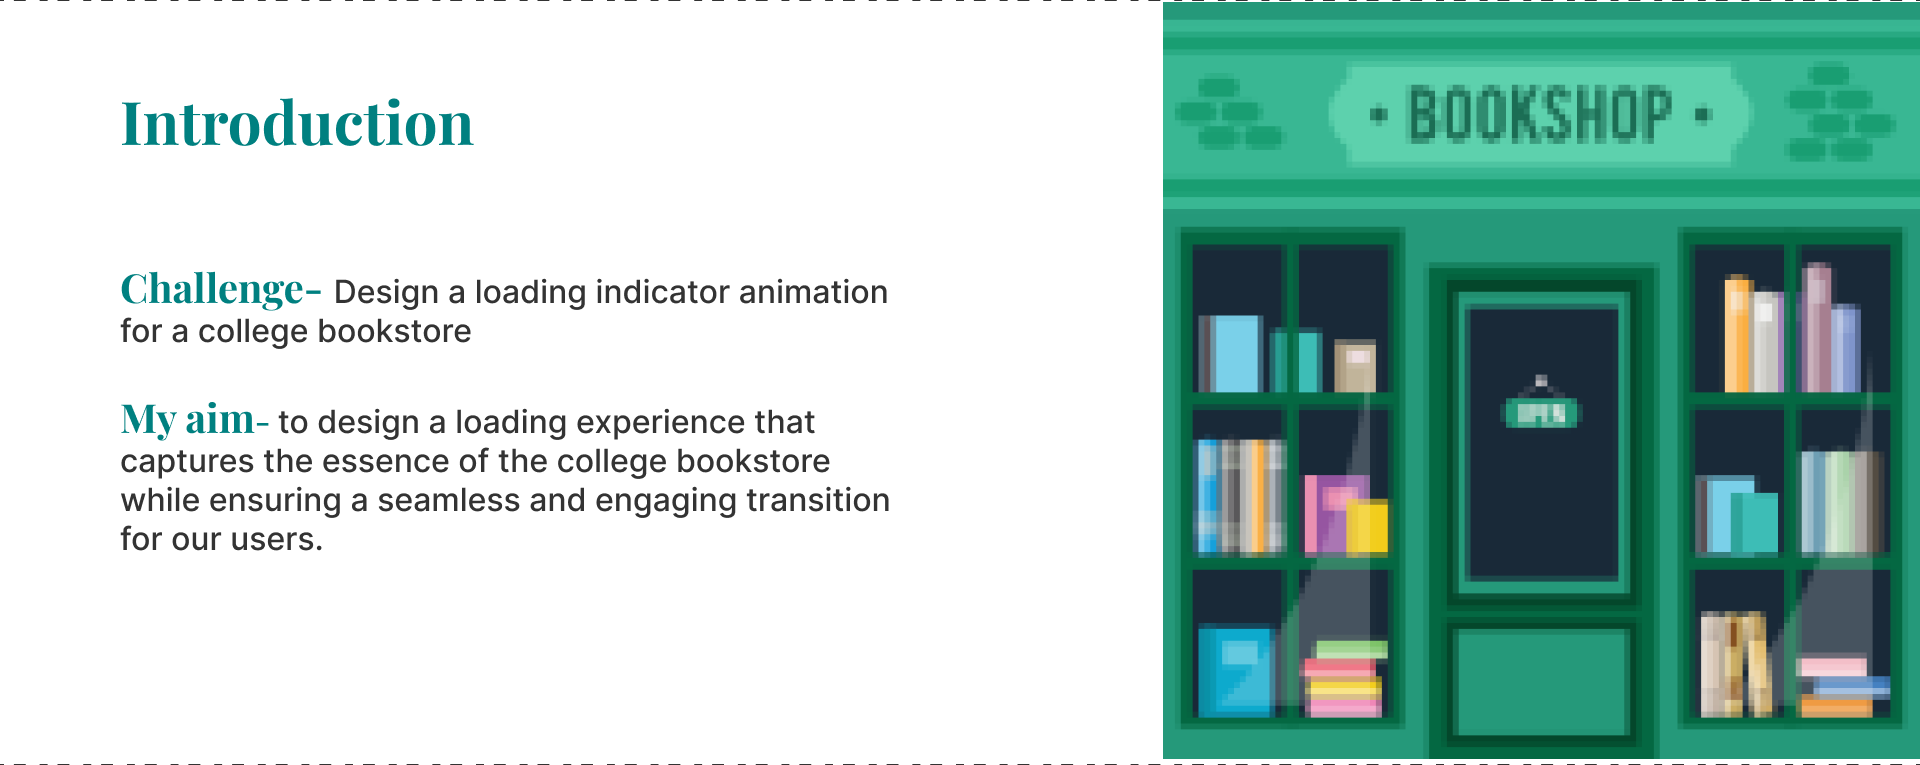 Introduction
Challenge- Design a loading indicator animation
for a college bookstore
My aim- to design a loading experience that
captures the essence of the college bookstore
while ensuring a seamless and engaging transition
for our users.
• BOOKSHOP •
OPEN